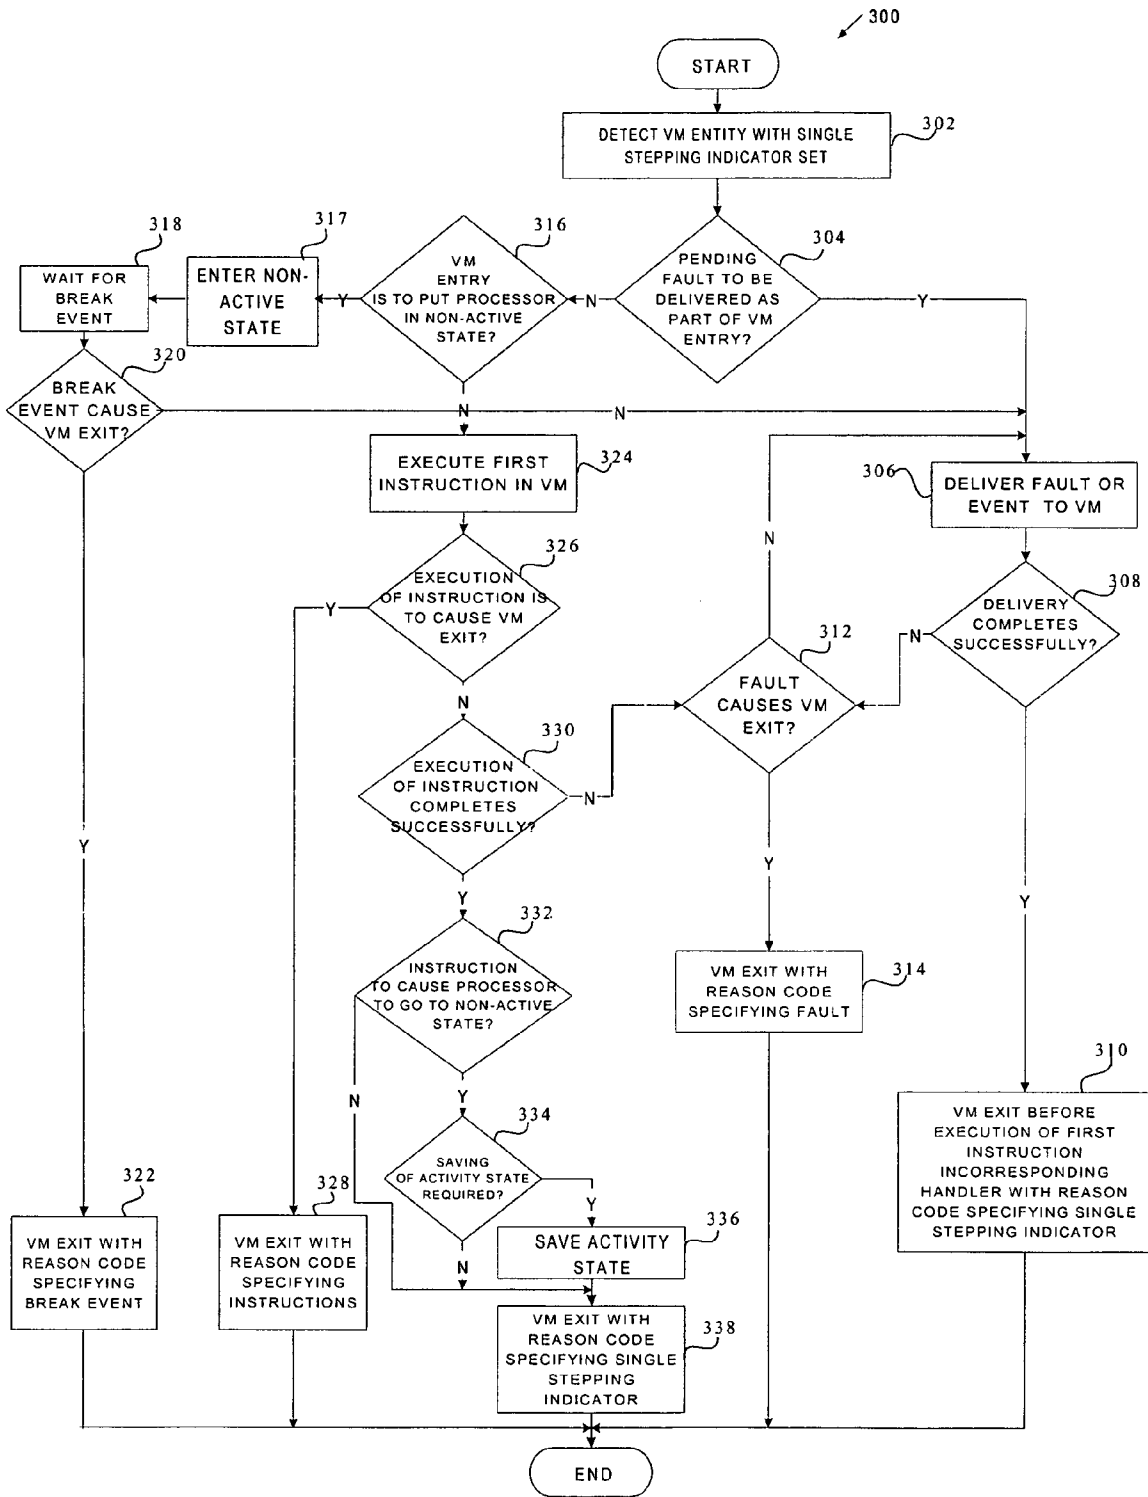 300
START
302
DETECT VM ENTITY WITH SINGLE
STEPPING INDICATOR SET
304
PENDING
FAULT TO BE
DELIVERED AS
PART OF VM
ENTRY?
N
Y
316
VM
ENTRY
IS TO PUT PROCESSOR
IN NON-ACTIVE
STATE?
Y
N
317
ENTER NON-
ACTIVE
STATE
318
WAIT FOR
BREAK
EVENT
320
BREAK
EVENT CAUSE
VM EXIT?
N
Y
324
EXECUTE FIRST
INSTRUCTION IN VM
306
DELIVER FAULT OR
EVENT TO VM
326
EXECUTION
OF INSTRUCTION IS
TO CAUSE VM
EXIT?
Y
N
308
DELIVERY
COMPLETES
SUCCESSFULLY?
N
Y
312
FAULT
CAUSES VM
EXIT?
N
Y
330
EXECUTION
OF INSTRUCTION
COMPLETES
SUCCESSFULLY?
N
Y
332
INSTRUCTION
TO CAUSE PROCESSOR
TO GO TO NON-ACTIVE
STATE?
N
Y
314
VM EXIT WITH
REASON CODE
SPECIFYING FAULT
310
VM EXIT BEFORE
EXECUTION OF FIRST
INSTRUCTION
INCORRESPONDING
HANDLER WITH REASON
CODE SPECIFYING SINGLE
STEPPING INDICATOR
334
SAVING
OF ACTIVITY STATE
REQUIRED?
Y
N
336
SAVE ACTIVITY
STATE
322
VM EXIT WITH
REASON CODE
SPECIFYING
BREAK EVENT
328
VM EXIT WITH
REASON CODE
SPECIFYING
INSTRUCTIONS
338
VM EXIT WITH
REASON CODE
SPECIFYING SINGLE
STEPPING
INDICATOR
END